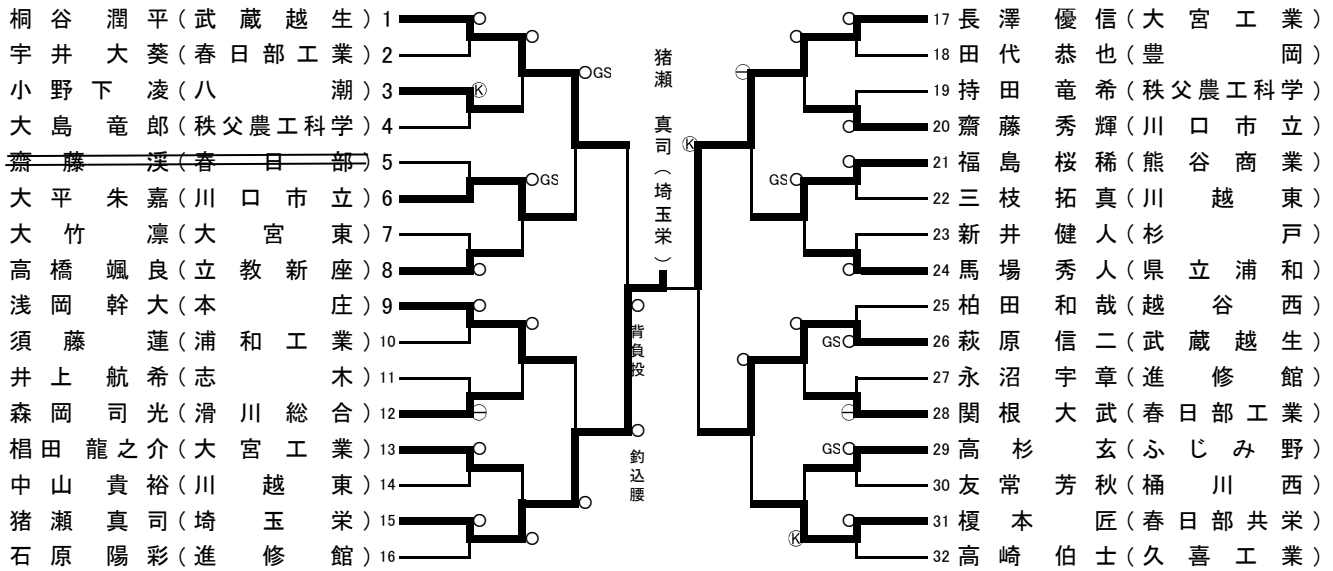 桐谷潤平(武蔵越生) 1
宇井大葵(春日部工業) 2
小野下凌(八潮) 3
大島竜郎(秩父農工科学) 4
齋藤渓(春日部) 5
大平朱嘉(川口市立) 6
大竹凛(大宮東) 7
高橋颯良(立教新座) 8
浅岡幹大(本庄) 9
須藤蓮(浦和工業) 10
井上航希(志木) 11
森岡司光(滑川総合) 12
椙田龍之介(大宮工業) 13
中山貴裕(川越東) 14
猪瀬真司(埼玉栄) 15
石原陽彩(進修館) 16
○
Ⓚ
○
○
㊀
○
○
○
○GS
○GS
○
○
○
○
○
背負投
○
釣込腰
猪瀬 真司(埼玉栄)
Ⓚ
㊀
○
○
○
○
GS○
○
○
Ⓚ
○
○
○
GS○
㊀
GS○
○
17 長澤優信(大宮工業)
18 田代恭也(豊岡)
19 持田竜希(秩父農工科学)
20 齋藤秀輝(川口市立)
21 福島桜稀(熊谷商業)
22 三枝拓真(川越東)
23 新井健人(杉戸)
24 馬場秀人(県立浦和)
25 柏田和哉(越谷西)
26 萩原信二(武蔵越生)
27 永沼宇章(進修館)
28 関根大武(春日部工業)
29 高杉玄(ふじみ野)
30 友常芳秋(桶川西)
31 榎本匠(春日部共栄)
32 高崎伯士(久喜工業)